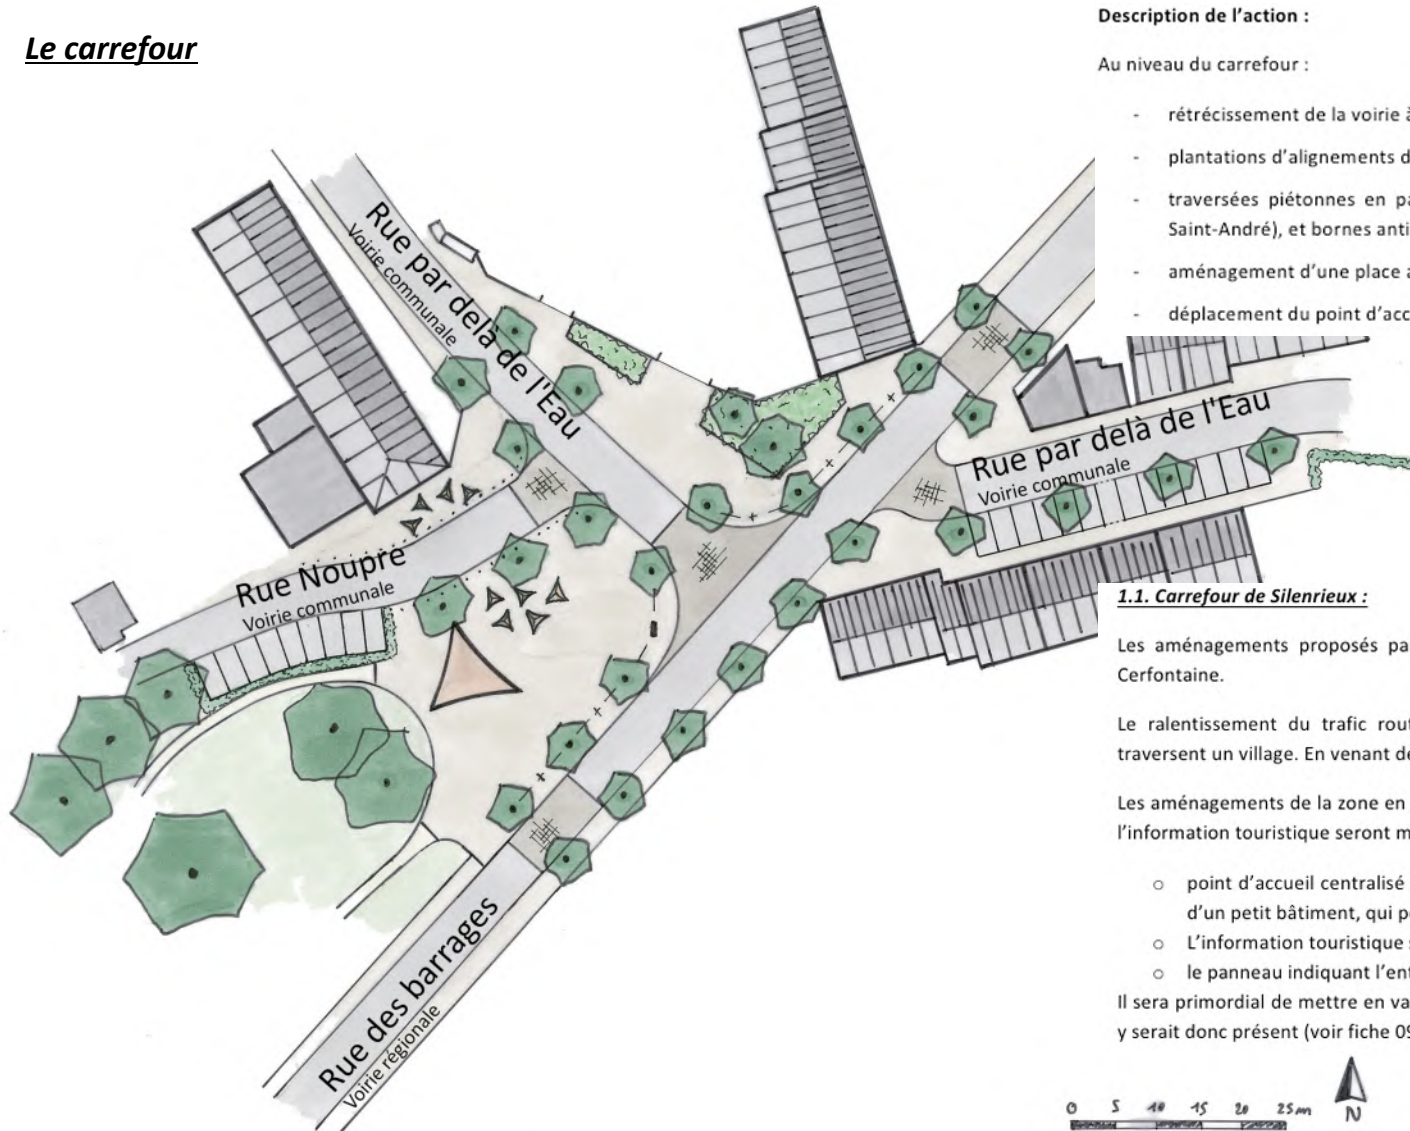 Le carrefour
Description de l'action :
Au niveau du carrefour :
- rétrécissement de la voirie à
- plantations d'alignements d
- traversées piétonnes en pa
Saint-André), et bornes anti
- aménagement d'une place a
- déplacement du point d'acc
Rue par delà de l'Eau
Voirie communale
Rue par delà de l'Eau
Voirie communale
Rue Noupré
Voirie communale
Rue des barrages
Voirie régionale
1.1. Carrefour de Silenrieux :
Les aménagements proposés pa
Cerfontaine.
Le ralentissement du trafic rout
traversent un village. En venant de
Les aménagements de la zone en
l'information touristique seront m
o point d'accueil centralisé
d'un petit bâtiment, qui p
o L'information touristique
o le panneau indiquant l'ent
Il sera primordial de mettre en va
y serait donc présent (voir fiche 09
0 5 10 15 20 25m
N